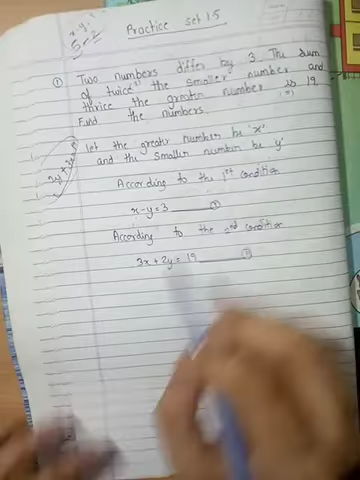 Practice set 1.5
① Two numbers differ by 3. The sum
of twice the smaller number and
thrice the greater number is 19
Find the numbers.
let the greater number be 'x'
and the smaller number be 'y'
According to the 1st condition
x-y=3 ①
According to the 2nd condition
3x+2y=19 ②